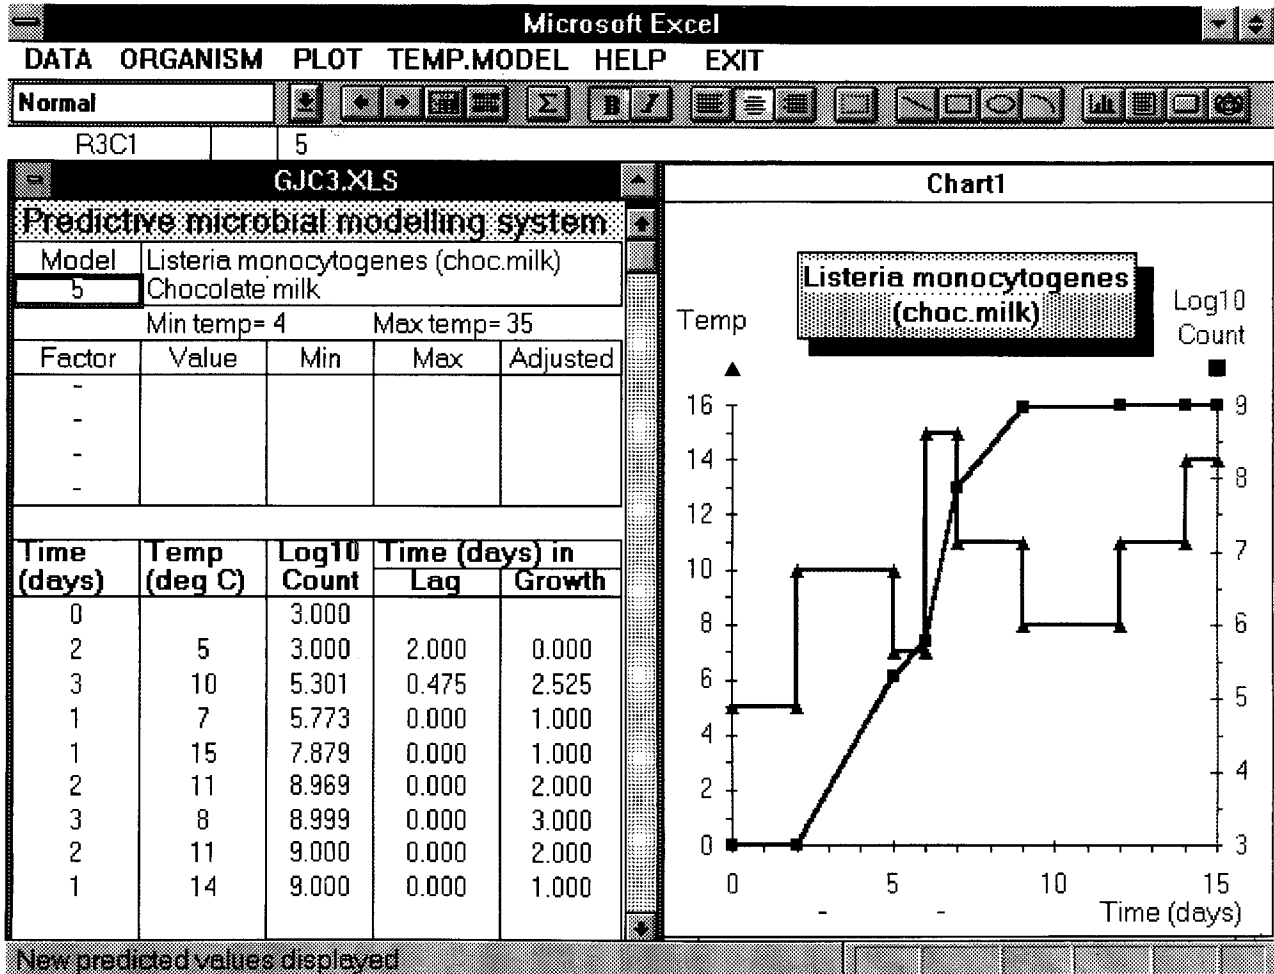 Microsoft Excel
DATA ORGANISM PLOT TEMP.MODEL HELP EXIT
Normal Σ B I
R3C1 5
GJC3.XLS
Predictive microbial modelling system
Model Listeria monocytogenes (choc.milk)
5 Chocolate milk
Min temp= 4 Max temp= 35
Factor Value Min Max Adjusted
-
-
-
-
Time Temp Log10 Time (days) in
(days) (deg C) Count Lag Growth
0 3.000
2 5 3.000 2.000 0.000
3 10 5.301 0.475 2.525
1 7 5.773 0.000 1.000
1 15 7.879 0.000 1.000
2 11 8.969 0.000 2.000
3 8 8.999 0.000 3.000
2 11 9.000 0.000 2.000
1 14 9.000 0.000 1.000
Chart1
Listeria monocytogenes
(choc.milk)
Temp
Log10
Count
16
14
12
10
8
6
4
2
0
9
8
7
6
5
4
3
0 5 10 15
- -
Time (days)
New predicted values displayed